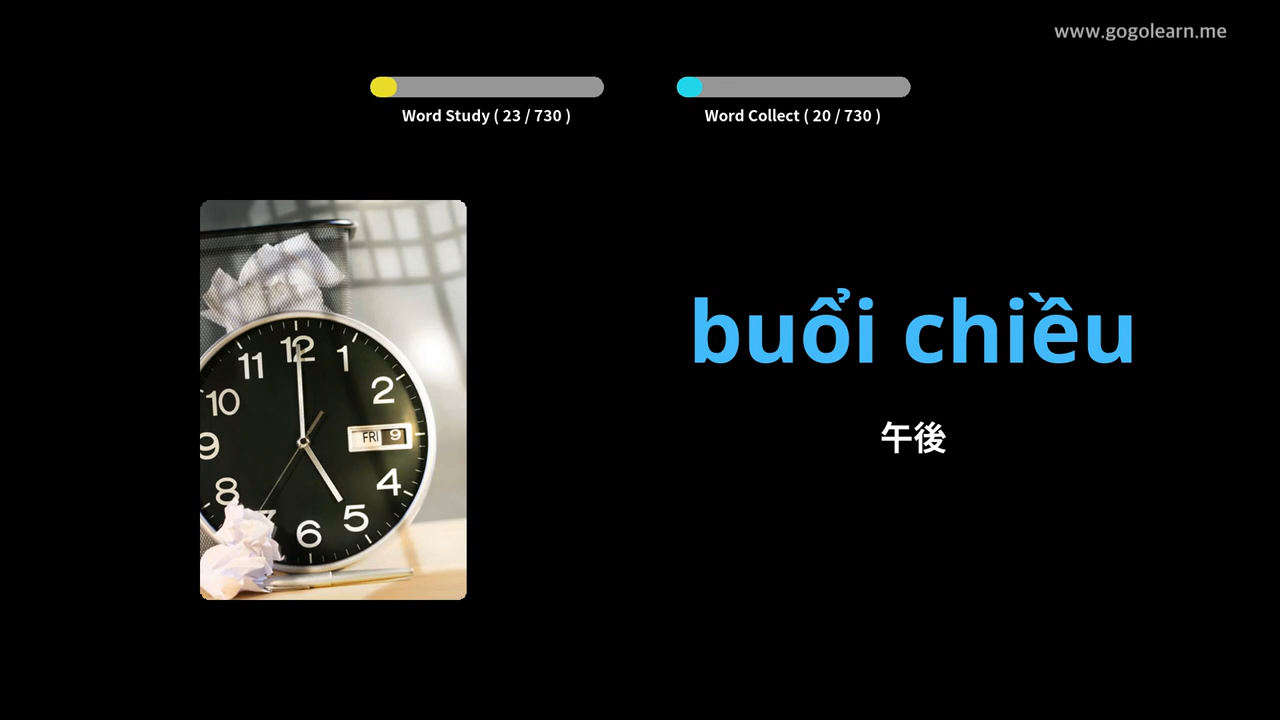 www.gogolearn.me
Word Study ( 23 / 730 )
Word Collect ( 20 / 730 )
12
11
1
10
2
9
FRI 9
8
4
7
5
6
buổi chiều
午後